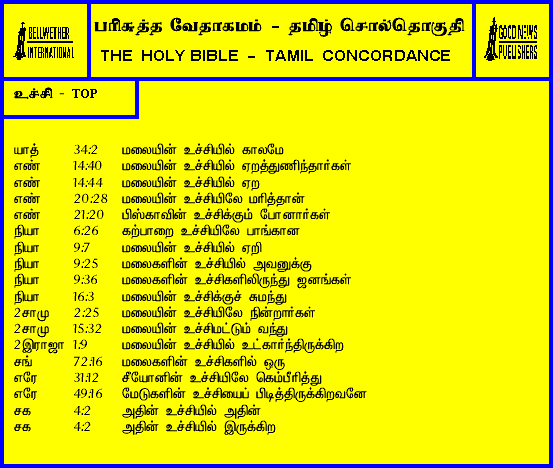 BELLWETHER
INTERNATIONAL
பரிசுத்த வேதாகமம் - தமிழ் சொல்தொகுதி
THE HOLY BIBLE - TAMIL CONCORDANCE
GOOD NEWS
PUBLISHERS
உச்சி - TOP
யாத் 34:2 மலையின் உச்சியில் காலமே
எண் 14:40 மலையின் உச்சியில் ஏறத்துணிந்தார்கள்
எண் 14:44 மலையின் உச்சியில் ஏற
எண் 20:28 மலையின் உச்சியிலே மரித்தான்
எண் 21:20 பிஸ்காவின் உச்சிக்கும் போனார்கள்
நியா 6:26 கற்பாறை உச்சியிலே பாங்கான
நியா 9:7 மலையின் உச்சியில் ஏறி
நியா 9:25 மலைகளின் உச்சியில் அவனுக்கு
நியா 9:36 மலைகளின் உச்சிகளிலிருந்து ஜனங்கள்
நியா 16:3 மலையின் உச்சிக்குச் சுமந்து
2சாமு 2:25 மலையின் உச்சியிலே நின்றார்கள்
2சாமு 15:32 மலையின் உச்சிமட்டும் வந்து
2இராஜா 1:9 மலையின் உச்சியில் உட்கார்ந்திருக்கிற
சங் 72:16 மலைகளின் உச்சிகளில் ஒரு
எரே 31:12 சீயோனின் உச்சியிலே கெம்பீரித்து
எரே 49:16 மேடுகளின் உச்சியைப் பிடித்திருக்கிறவனே
சக 4:2 அதின் உச்சியில் அதின்
சக 4:2 அதின் உச்சியில் இருக்கிற